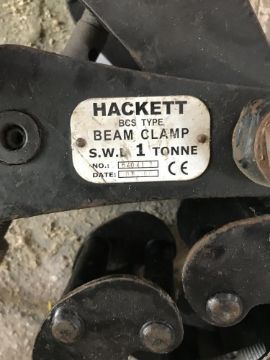 HACKETT
BCS TYPE
BEAM CLAMP
S.W.L 1 TONNE
NO.:
DATE: CE